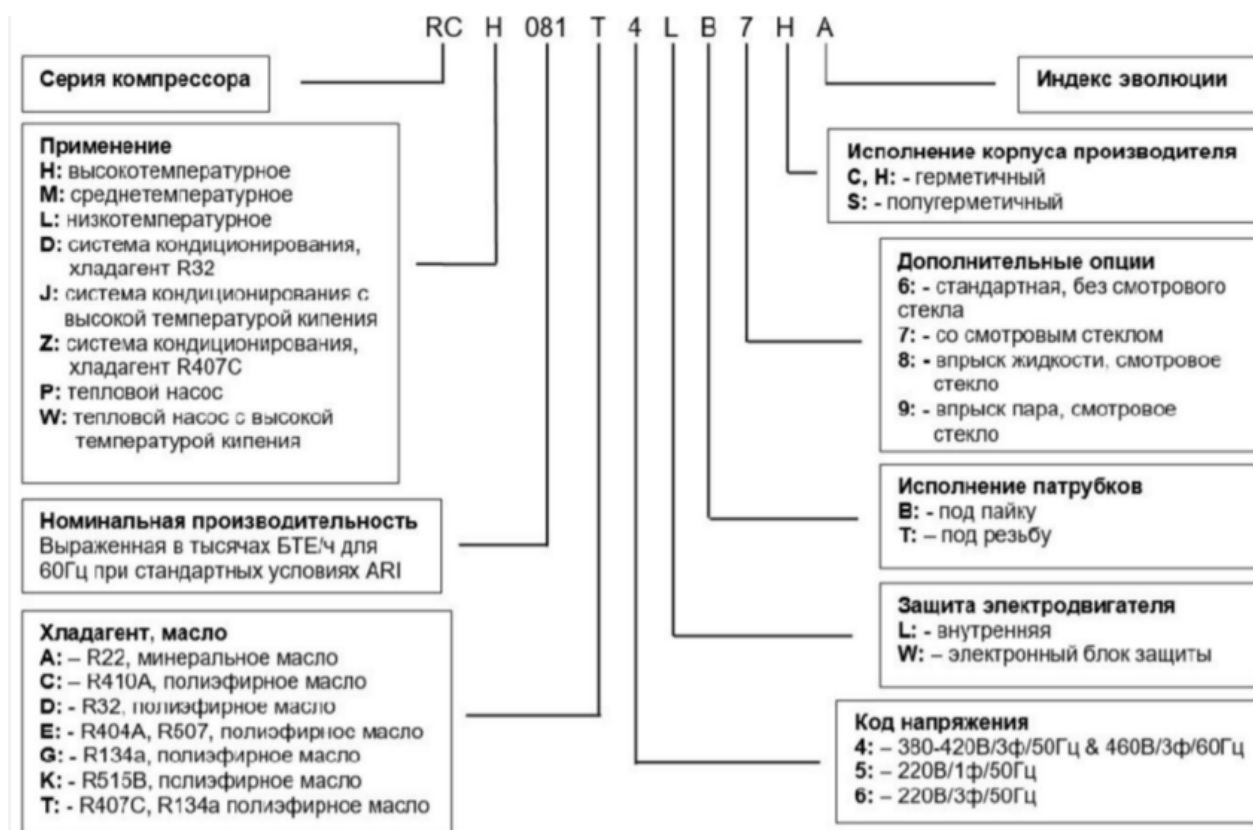 RC H 081 T 4 L B 7 H A
Серия компрессора
Применение
H: высокотемпературное
M: среднетемпературное
L: низкотемпературное
D: система кондиционирования,
хладагент R32
J: система кондиционирования с
высокой температурой кипения
Z: система кондиционирования,
хладагент R407C
P: тепловой насос
W: тепловой насос с высокой
температурой кипения
Номинальная производительность
Выраженная в тысячах БТЕ/ч для
60Гц при стандартных условиях ARI
Хладагент, масло
A: – R22, минеральное масло
C: – R410A, полиэфирное масло
D: - R32, полиэфирное масло
E: - R404A, R507, полиэфирное масло
G: - R134a, полиэфирное масло
K: - R515B, полиэфирное масло
T: - R407C, R134a полиэфирное масло
Индекс эволюции
Исполнение корпуса производителя
C, H: - герметичный
S: - полугерметичный
Дополнительные опции
6: - стандартная, без смотрового
стекла
7: - со смотровым стеклом
8: - впрыск жидкости, смотровое
стекло
9: - впрыск пара, смотровое
стекло
Исполнение патрубков
B: - под пайку
T: – под резьбу
Защита электродвигателя
L: - внутренняя
W: – электронный блок защиты
Код напряжения
4: – 380-420В/3ф/50Гц & 460В/3ф/60Гц
5: – 220В/1ф/50Гц
6: – 220В/3ф/50Гц